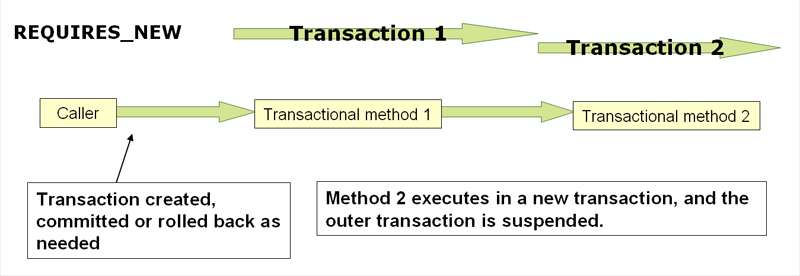 REQUIRES_NEW
Transaction 1
Transaction 2
Caller
Transactional method 1
Transactional method 2
Transaction created,
committed or rolled back as
needed
Method 2 executes in a new transaction, and the
outer transaction is suspended.